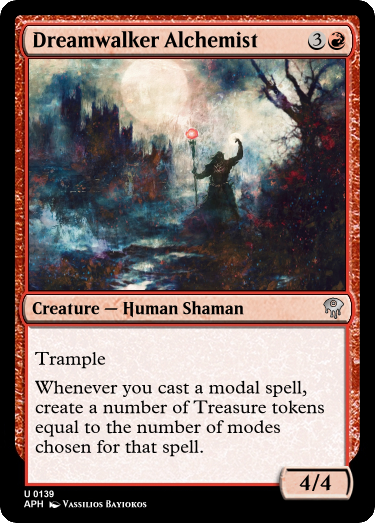 Dreamwalker Alchemist 3
Creature — Human Shaman
Trample
Whenever you cast a modal spell,
create a number of Treasure tokens
equal to the number of modes
chosen for that spell.
4/4
U 0139
APH Vassilios Bayiokos